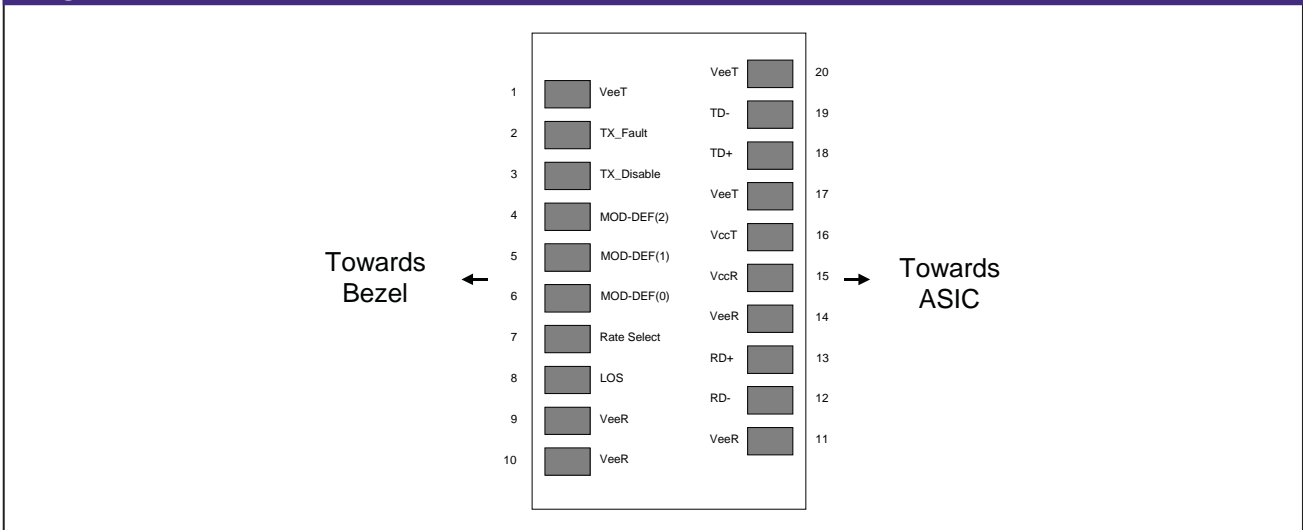 VeeT 20
1 VeeT
TD- 19
2 TX_Fault
TD+ 18
3 TX_Disable
VeeT 17
4 MOD-DEF(2)
VccT 16
5 MOD-DEF(1)
Towards
Bezel
VccR 15
Towards
ASIC
6 MOD-DEF(0)
VeeR 14
7 Rate Select
RD+ 13
8 LOS
RD- 12
9 VeeR
VeeR 11
10 VeeR